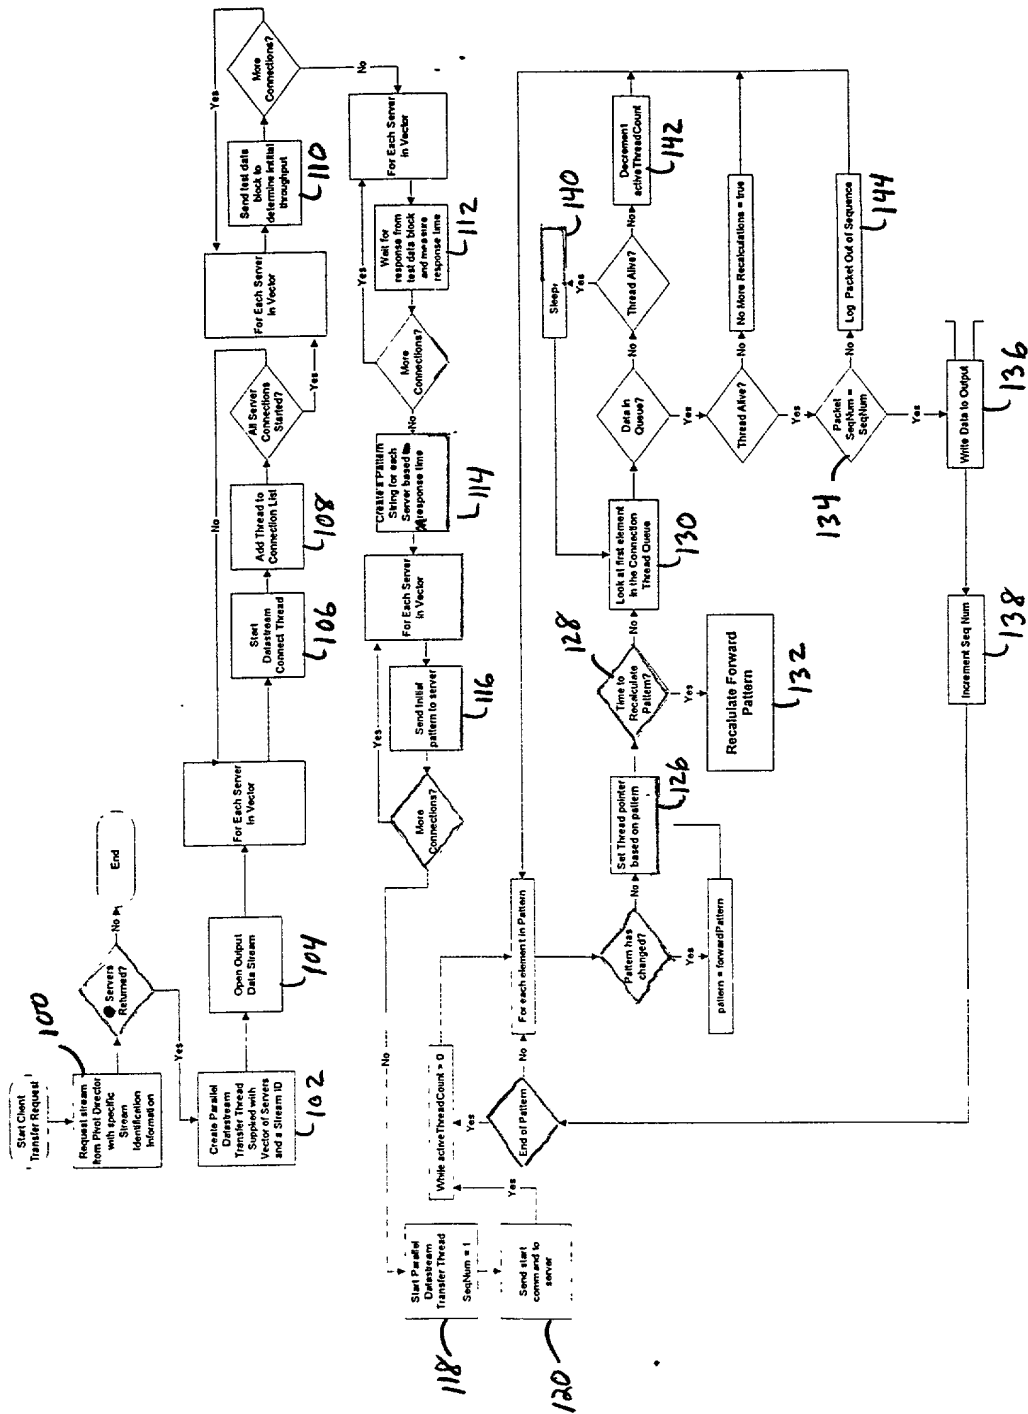 Start Client
Transfer Request
Request stream
from Pivot Director
with specific
Stream
Identification
Information
100
Servers
Returned?
No
End
Yes
Create Parallel
Datastream
Transfer Thread
Suppked with
Vector of Servers
and a Stream ID
102
Open Output
Data Stream
104
For Each Server
in Vector
Start
Datastream
Connect Thread
106
Add Thread to
Connection List
108
All Server
Connections
Started?
No
Yes
For Each Server
in Vector
Send test data
block to
determine initial
throughput
110
More
Connections?
Yes
No
For Each Server
in Vector
Wait for
response from
test data block
and measure
response time
112
More
Connections?
Yes
No
Create a Pattern
String for each
Server based to
response time
114
For Each Server
in Vector
Send Initial
pattern to server
116
More
Connections?
Yes
No
Start Parallel
Datastream
Transfer Thread
SeqNum = 1
118
Send start
command to
server
120
Yes
While activeThreadCount > 0
Yes
End of Pattern
No
For each element in Pattern
Pattern has
changed?
Yes
pattern = forwardPattern
No
Set Thread pointer
based on pattern
126
Time to
Recalculate
Pattern?
128
Yes
Recalulate Forward
Pattern
132
No
Look at first element
in the Connection
Thread Queue
130
Data in
Queue?
No
Thread Alive?
Yes
Sleep
140
No
Decrement
activeThreadCount
142
Yes
Thread Alive?
No
No More Recalculations = true
Yes
Packet
SeqNum =
SeqNum
134
No
Log Packet Out of Sequence
144
Yes
Write Data to Output
136
Increment Seq Num
138